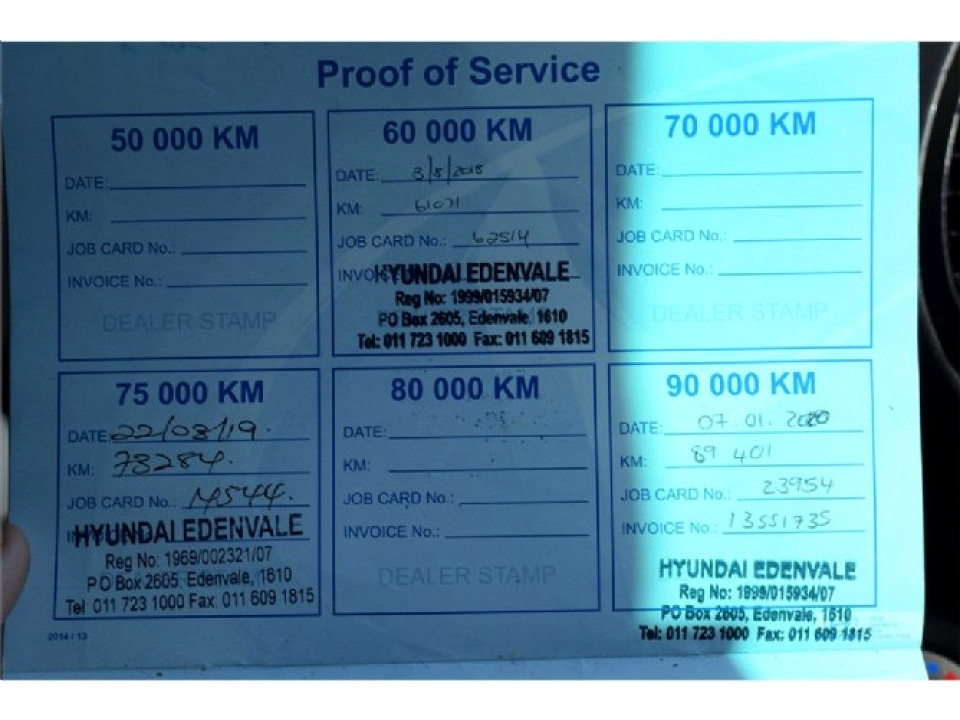 Proof of Service
50 000 KM
DATE:
KM:
JOB CARD No.:
INVOICE No.:
DEALER STAMP
60 000 KM
DATE:
KM: 61071
JOB CARD No.: 62514
HYUNDAI EDENVALE
Reg No: 1999/015934/07
PO Box 2605, Edenvale, 1610
Tel: 011 723 1000 Fax: 011 609 1815
70 000 KM
DATE:
KM:
JOB CARD No.:
INVOICE No.:
DEALER STAMP
75 000 KM
DATE: 22/08/19.
KM: 78284.
JOB CARD No.: 14544.
HYUNDAI EDENVALE
Reg No: 1969/002321/07
PO Box 2605, Edenvale, 1610
Tel 011 723 1000 Fax 011 609 1815
80 000 KM
DATE:
KM:
JOB CARD No.:
INVOICE No.:
DEALER STAMP
90 000 KM
DATE: 07.01.2020
KM: 89 401
JOB CARD No.: 23954
INVOICE No.: 13551735
HYUNDAI EDENVALE
Reg No: 1999/015934/07
PO Box 2605, Edenvale, 1610
Tel: 011 723 1000 Fax: 011 609 1815
2014 / 13